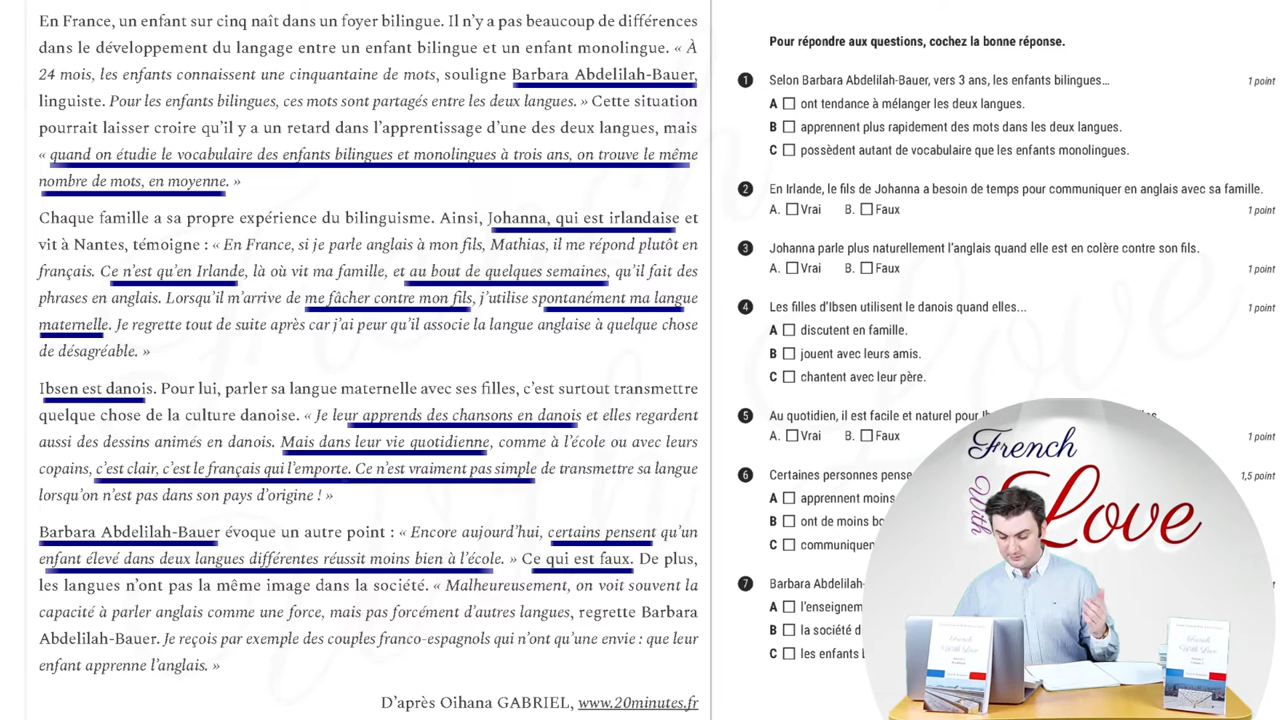 En France, un enfant sur cinq naît dans un foyer bilingue. Il n'y a pas beaucoup de différences
dans le développement du langage entre un enfant bilingue et un enfant monolingue. « À
24 mois, les enfants connaissent une cinquantaine de mots, souligne Barbara Abdelilah-Bauer,
linguiste. Pour les enfants bilingues, ces mots sont partagés entre les deux langues. » Cette situation
pourrait laisser croire qu'il y a un retard dans l'apprentissage d'une des deux langues, mais
« quand on étudie le vocabulaire des enfants bilingues et monolingues à trois ans, on trouve le même
nombre de mots, en moyenne. »
Chaque famille a sa propre expérience du bilinguisme. Ainsi, Johanna, qui est irlandaise et
vit à Nantes, témoigne : « En France, si je parle anglais à mon fils, Mathias, il me répond plutôt en
français. Ce n'est qu'en Irlande, là où vit ma famille, et au bout de quelques semaines, qu'il fait des
phrases en anglais. Lorsqu'il m'arrive de me fâcher contre mon fils, j'utilise spontanément ma langue
maternelle. Je regrette tout de suite après car j'ai peur qu'il associe la langue anglaise à quelque chose
de désagréable. »
Ibsen est danois. Pour lui, parler sa langue maternelle avec ses filles, c'est surtout transmettre
quelque chose de la culture danoise. « Je leur apprends des chansons en danois et elles regardent
aussi des dessins animés en danois. Mais dans leur vie quotidienne, comme à l'école ou avec leurs
copains, c'est clair, c'est le français qui l'emporte. Ce n'est vraiment pas simple de transmettre sa langue
lorsqu'on n'est pas dans son pays d'origine ! »
Barbara Abdelilah-Bauer évoque un autre point : « Encore aujourd'hui, certains pensent qu'un
enfant élevé dans deux langues différentes réussit moins bien à l'école. » Ce qui est faux. De plus,
les langues n'ont pas la même image dans la société. « Malheureusement, on voit souvent la
capacité à parler anglais comme une force, mais pas forcément d'autres langues, regrette Barbara
Abdelilah-Bauer. Je reçois par exemple des couples franco-espagnols qui n'ont qu'une envie : que leur
enfant apprenne l'anglais. »
D'après Oihana GABRIEL, www.20minutes.fr
Pour répondre aux questions, cochez la bonne réponse.
1 Selon Barbara Abdelilah-Bauer, vers 3 ans, les enfants bilingues... 1 point
A ont tendance à mélanger les deux langues.
B apprennent plus rapidement des mots dans les deux langues.
C possèdent autant de vocabulaire que les enfants monolingues.
2 En Irlande, le fils de Johanna a besoin de temps pour communiquer en anglais avec sa famille.
A. Vrai B. Faux 1 point
3 Johanna parle plus naturellement l'anglais quand elle est en colère contre son fils.
A. Vrai B. Faux 1 point
4 Les filles d'Ibsen utilisent le danois quand elles... 1 point
A discutent en famille.
B jouent avec leurs amis.
C chantent avec leur père.
5 Au quotidien, il est facile et naturel pour
A. Vrai B. Faux 1 point
6 Certaines personnes pense 1,5 point
A apprennent moins
B ont de moins
C communiquen
7 Barbara Abdelilah-
A l'enseignem
B la société d
C les enfants
French
With
Love
French
With Love
French
With Love